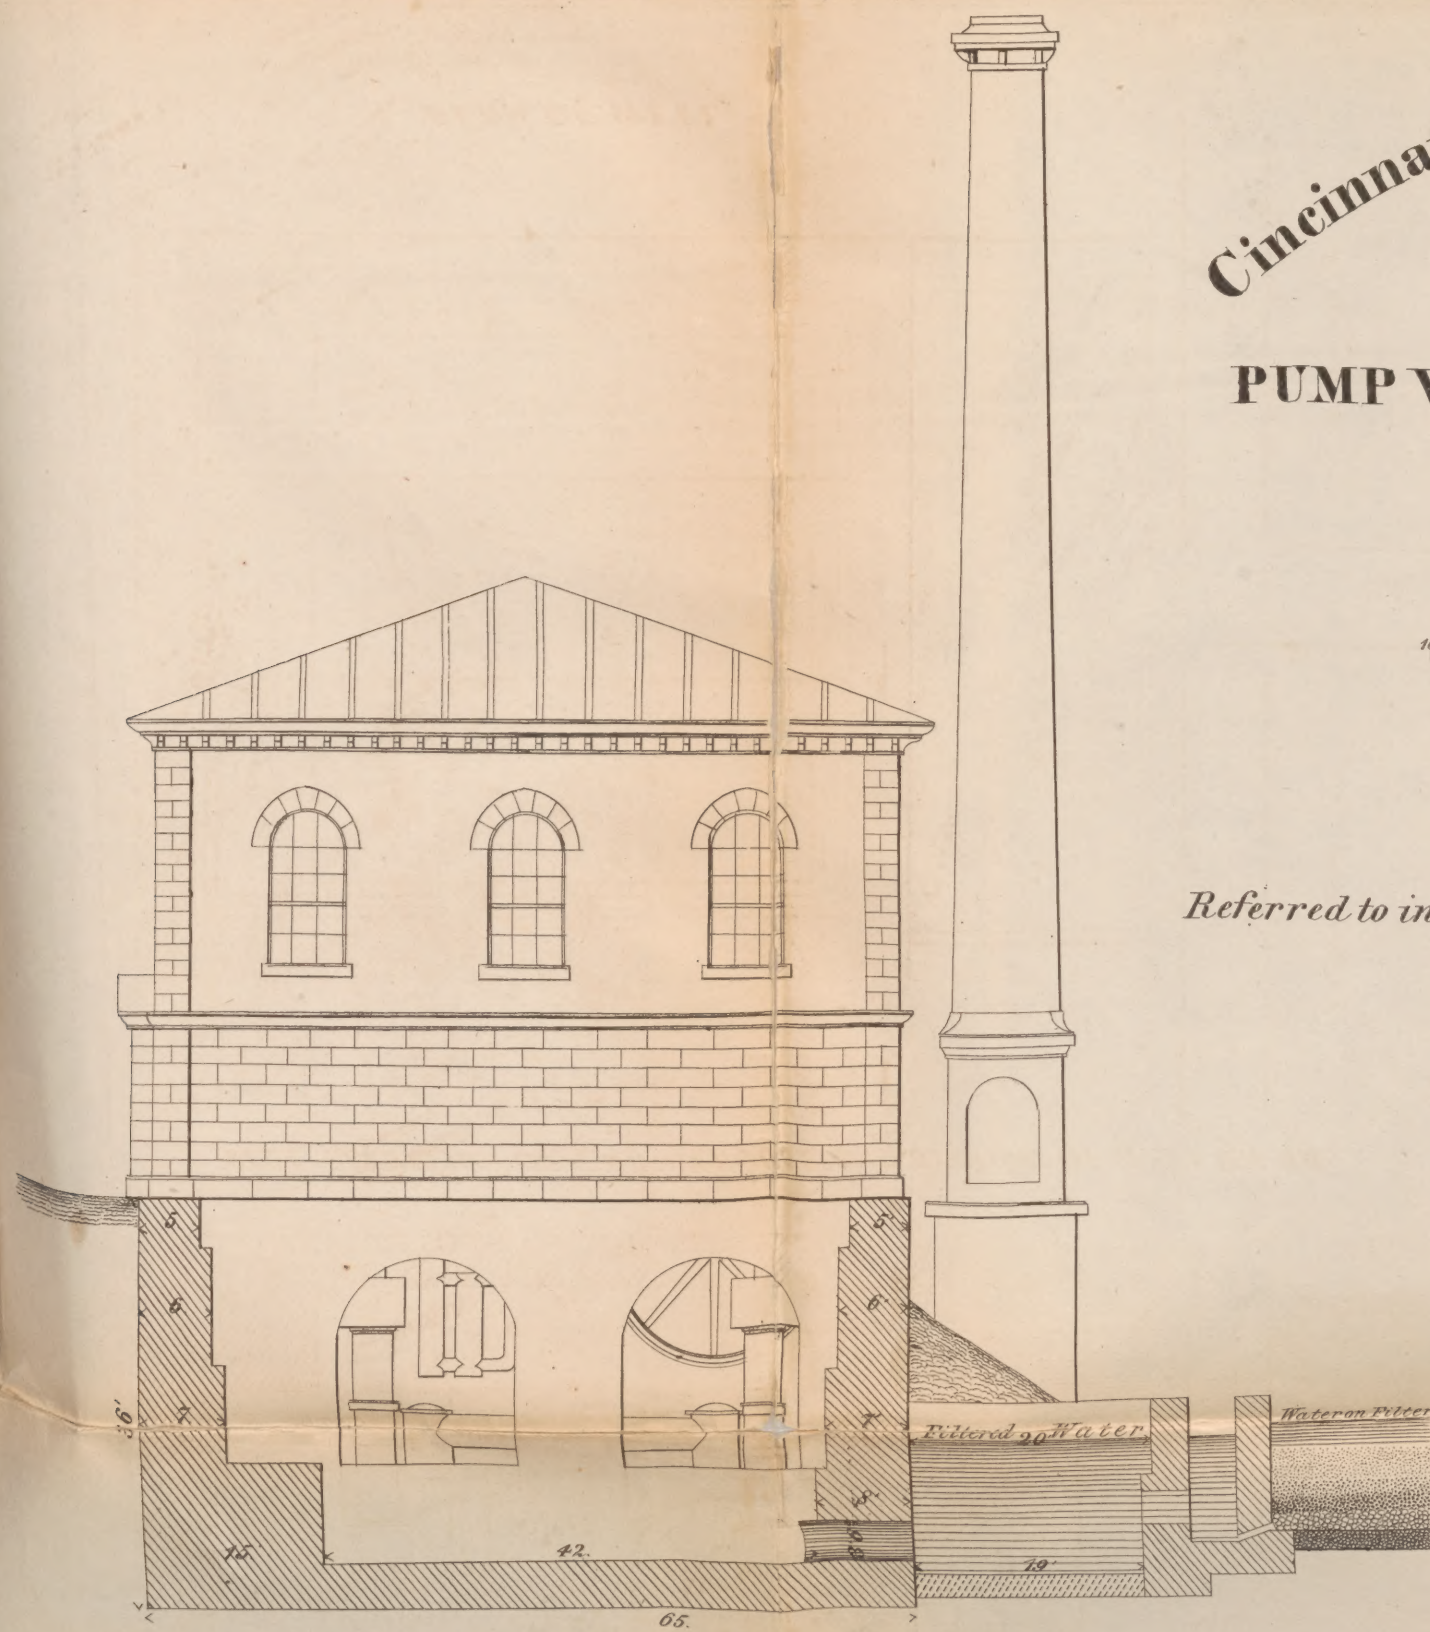 Cincinna
PUMP
Referred to in
5
5'
6
6'
36'
7
7'
Filtered Water
20
Water on Filter
8'
15
42.
19'
65.